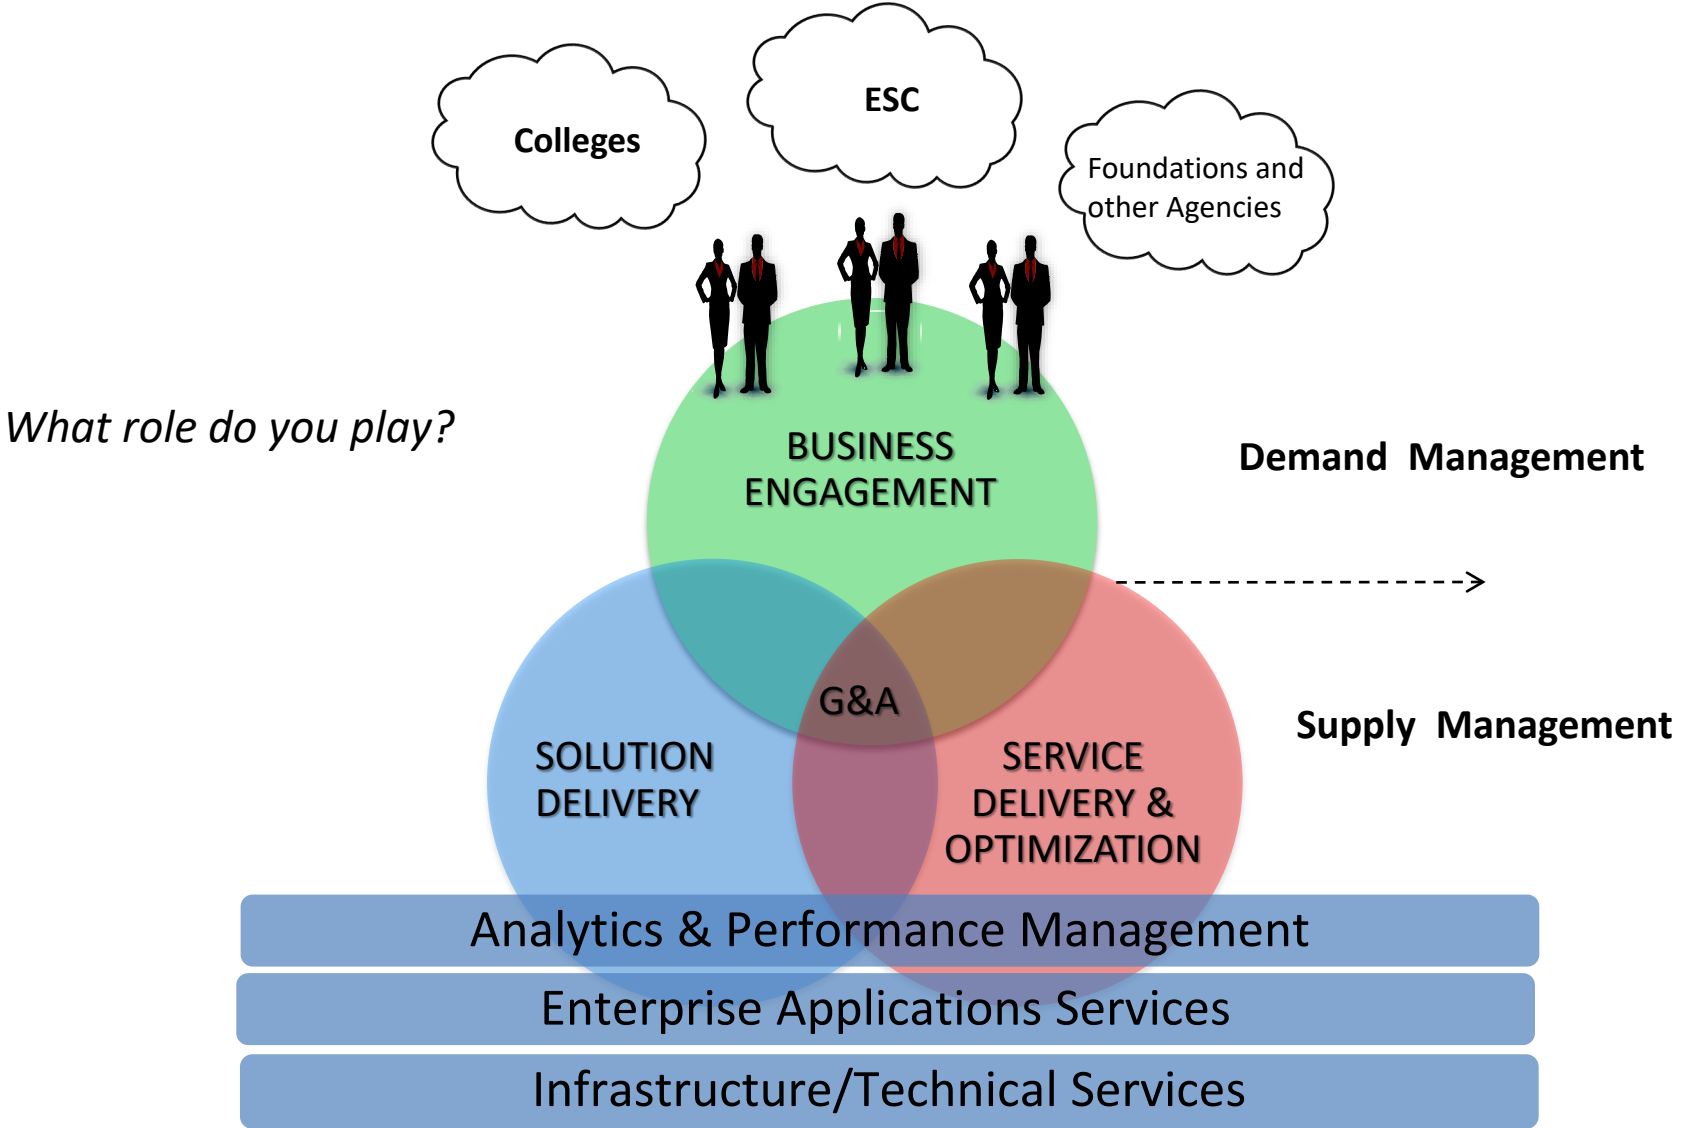 ESC
Colleges
Foundations and
other Agencies
What role do you play?
BUSINESS
ENGAGEMENT
Demand Management
G&A
Supply Management
SOLUTION
DELIVERY
SERVICE
DELIVERY &
OPTIMIZATION
Analytics & Performance Management
Enterprise Applications Services
Infrastructure/Technical Services